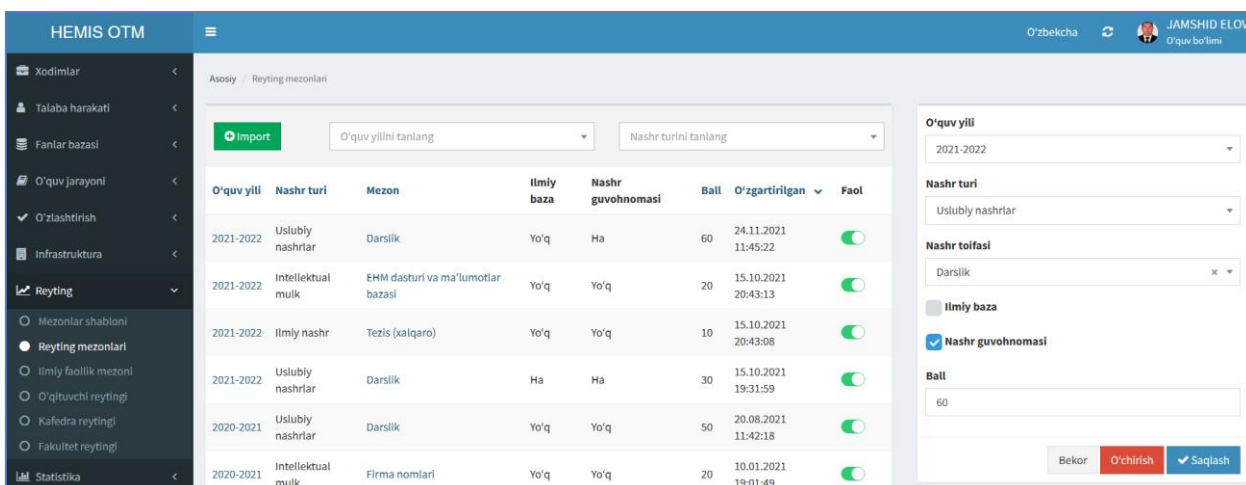 HEMIS OTM
O'zbekcha
JAMSHID ELOV
O'quv bo'limi
Xodimlar
Talaba harakati
Fanlar bazasi
O'quv jarayoni
O'zlashtirish
Infrastruktura
Reyting
Mezonlar shabloni
Reyting mezonlari
Ilmiy faollik mezoni
O'qituvchi reytingi
Kafedra reytingi
Fakultet reytingi
Statistika
Asosiy / Reyting mezonlari
Import
O'quv yilini tanlang
Nashr turini tanlang
O'quv yili Nashr turi Mezon Ilmiy baza Nashr guvohnomasi Ball O'zgartirilgan Faol
2021-2022 Uslubiy nashrlar Darslik Yo'q Ha 60 24.11.2021 11:45:22
2021-2022 Intellektual mulk EHM dasturi va ma'lumotlar bazasi Yo'q Yo'q 20 15.10.2021 20:43:13
2021-2022 Ilmiy nashr Tezis (xalqaro) Yo'q Yo'q 10 15.10.2021 20:43:08
2021-2022 Uslubiy nashrlar Darslik Ha Ha 30 15.10.2021 19:31:59
2020-2021 Uslubiy nashrlar Darslik Yo'q Yo'q 50 20.08.2021 11:42:18
2020-2021 Intellektual mulk Firma nomlari Yo'q Yo'q 20 10.01.2021 19:01:49
O'quv yili
2021-2022
Nashr turi
Uslubiy nashrlar
Nashr toifasi
Darslik
Ilmiy baza
Nashr guvohnomasi
Ball
60
Bekor
O'chirish
Saqlash